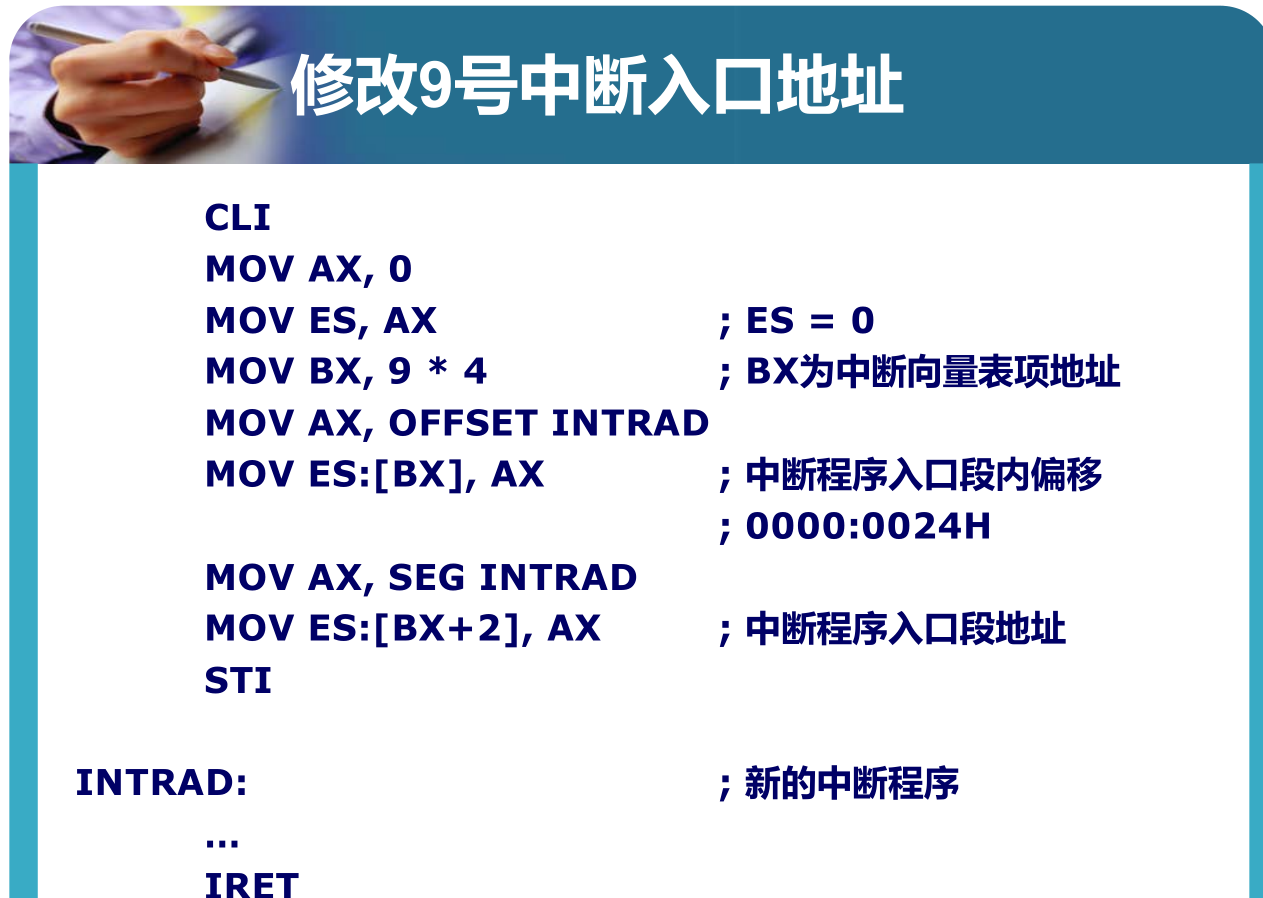 修改9号中断入口地址
CLI
MOV AX, 0
MOV ES, AX ; ES = 0
MOV BX, 9 * 4 ; BX为中断向量表项地址
MOV AX, OFFSET INTRAD
MOV ES:[BX], AX ; 中断程序入口段内偏移
; 0000:0024H
MOV AX, SEG INTRAD
MOV ES:[BX+2], AX ; 中断程序入口段地址
STI
INTRAD: ; 新的中断程序
...
IRET